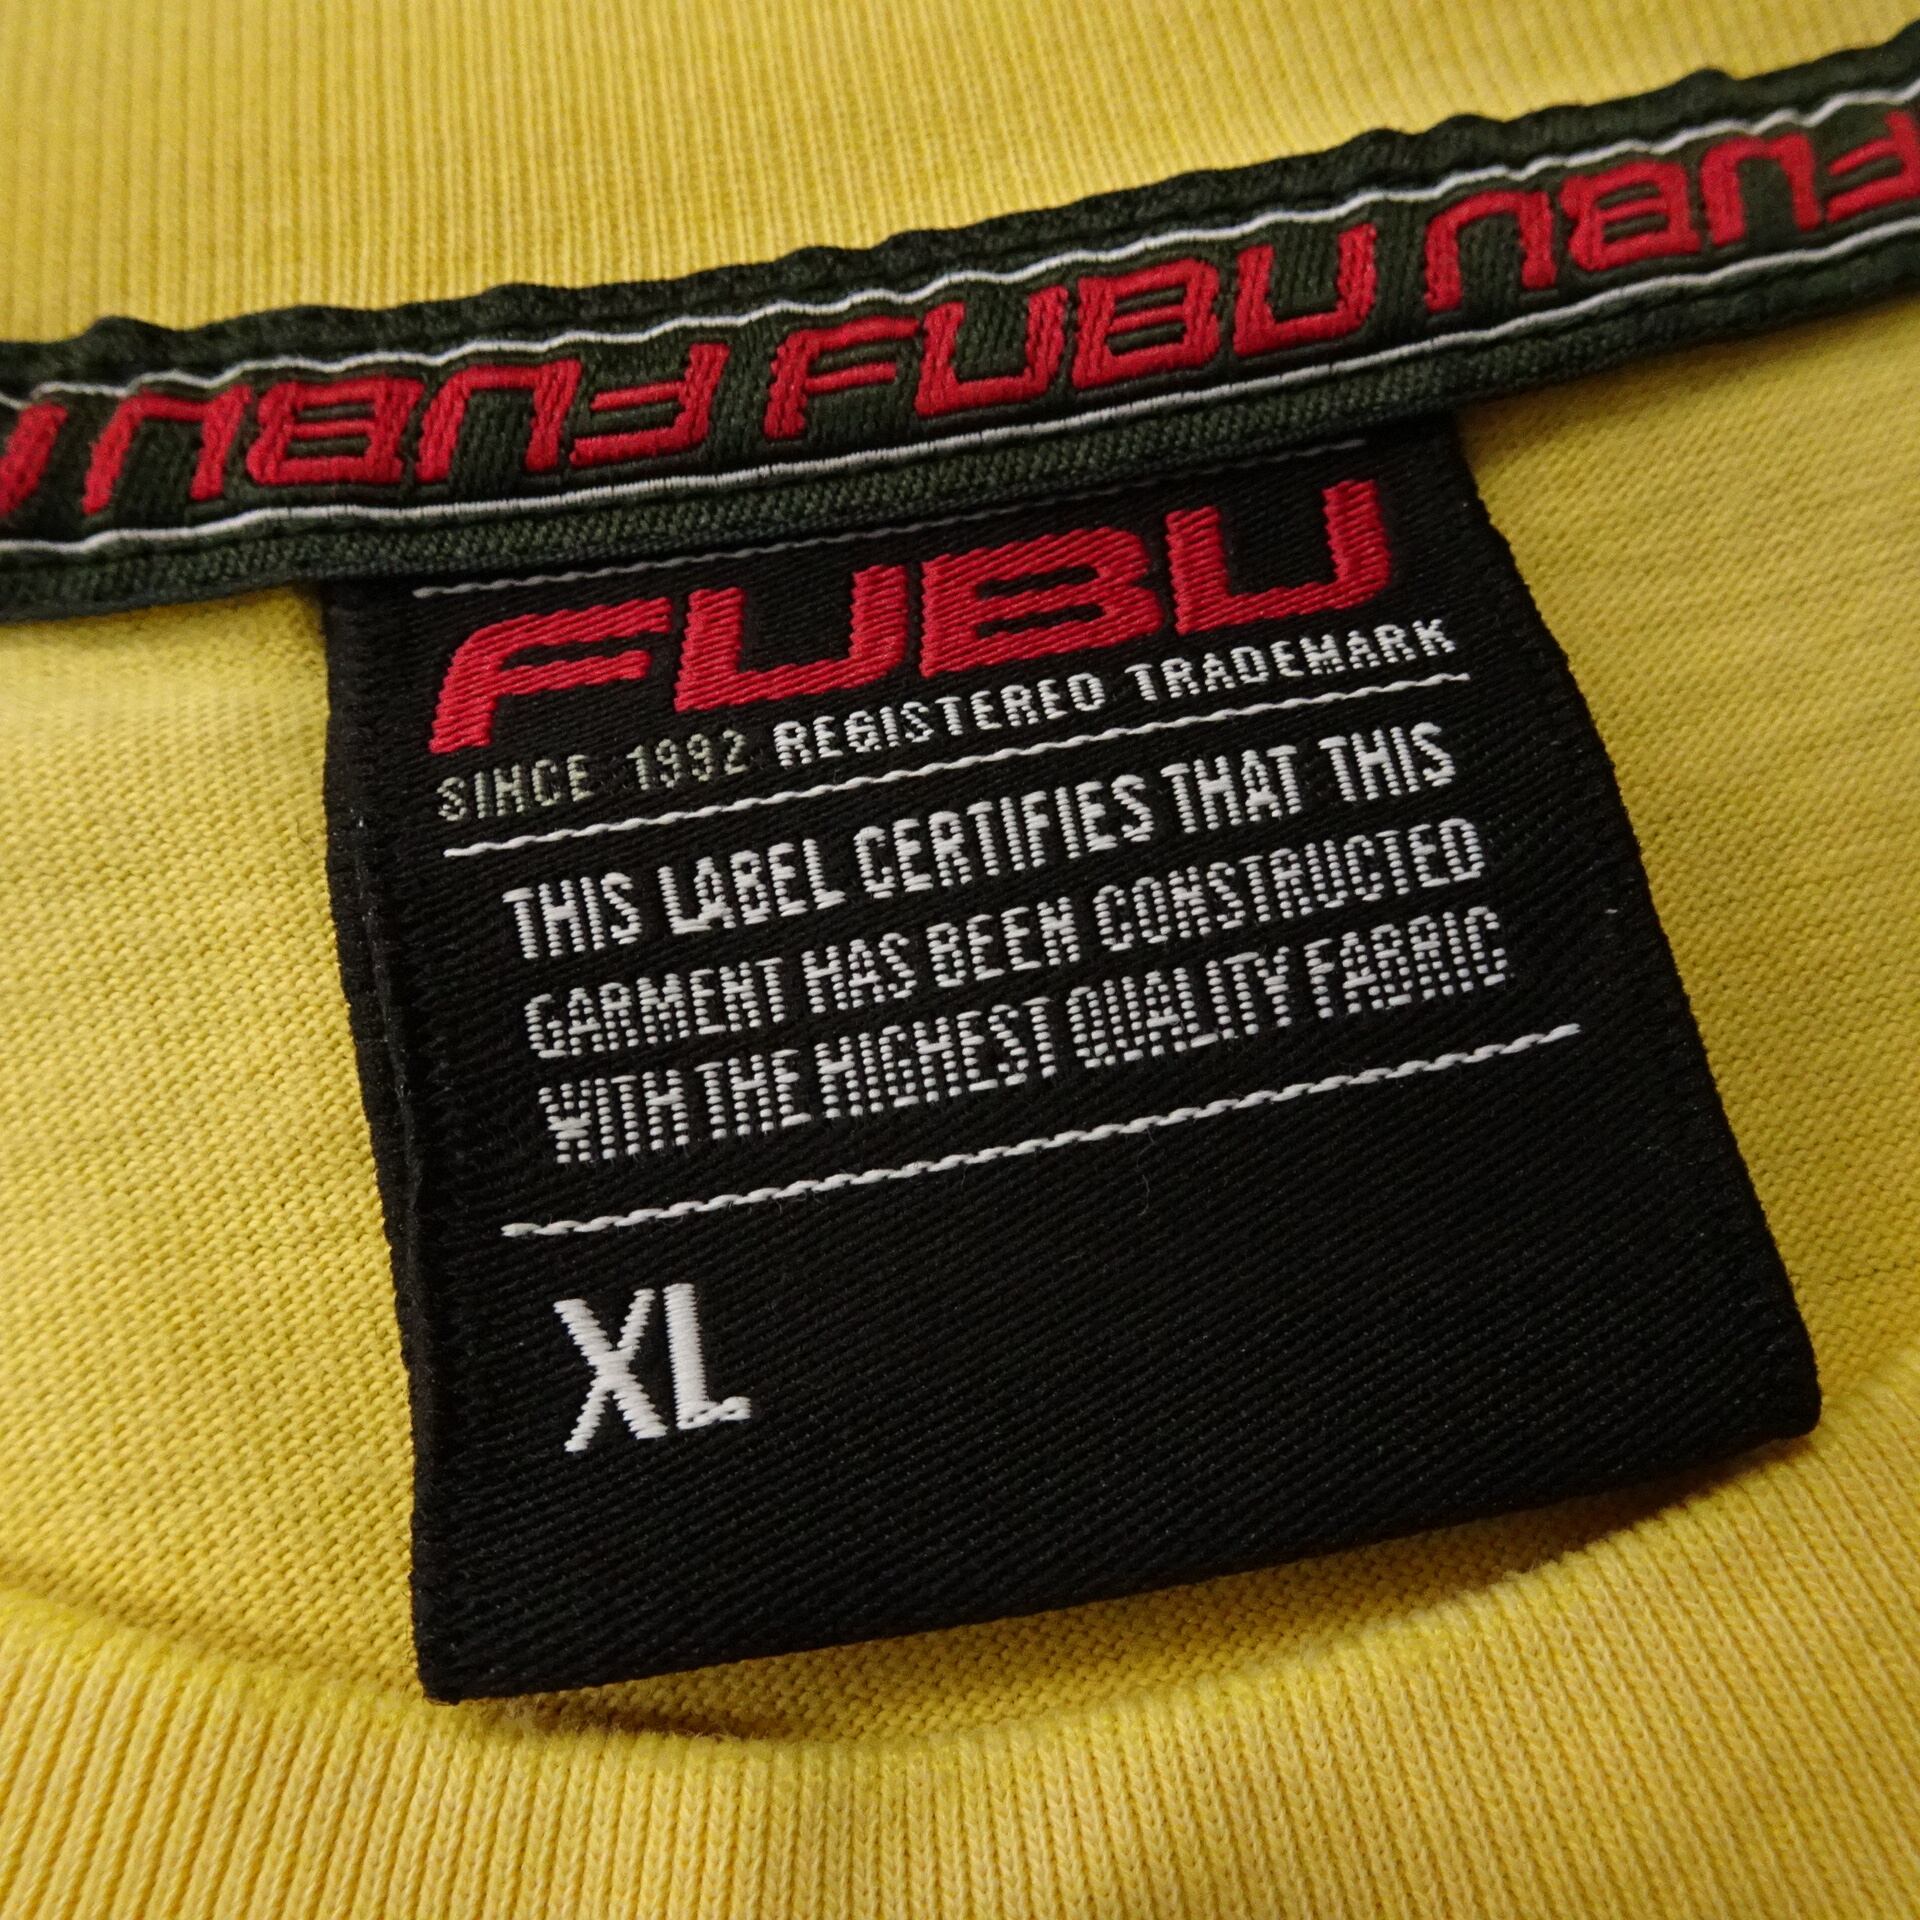 FUBU FUBU FUBU
FUBU
SINCE 1992 REGISTERED TRADEMARK
THIS LABEL CERTIFIES THAT THIS
GARMENT HAS BEEN CONSTRUCTED
WITH THE HIGHEST QUALITY FABRIC
XL